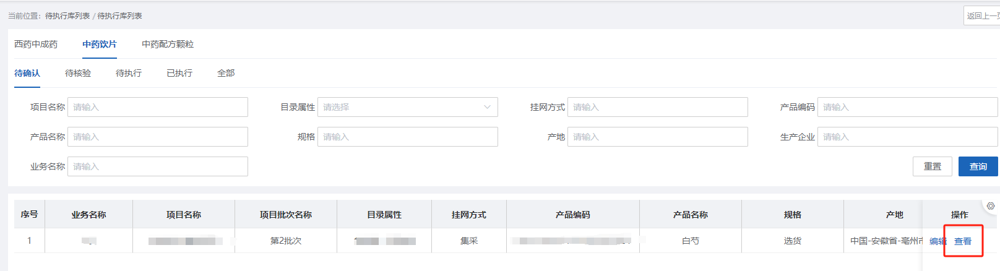 当前位置：待执行库列表 / 待执行库列表
返回上一
西药中成药 中药饮片 中药配方颗粒
待确认 待核验 待执行 已执行 全部
项目名称 请输入 目录属性 请选择 挂网方式 请输入 产品编码 请输入
产品名称 请输入 规格 请输入 产地 请输入 生产企业 请输入
业务名称 请输入 重置 查询
序号 业务名称 项目名称 项目批次名称 目录属性 挂网方式 产品编码 产品名称 规格 产地 操作
1 第2批次 集采 白芍 选货 中国-安徽省-亳州市 编辑 查看